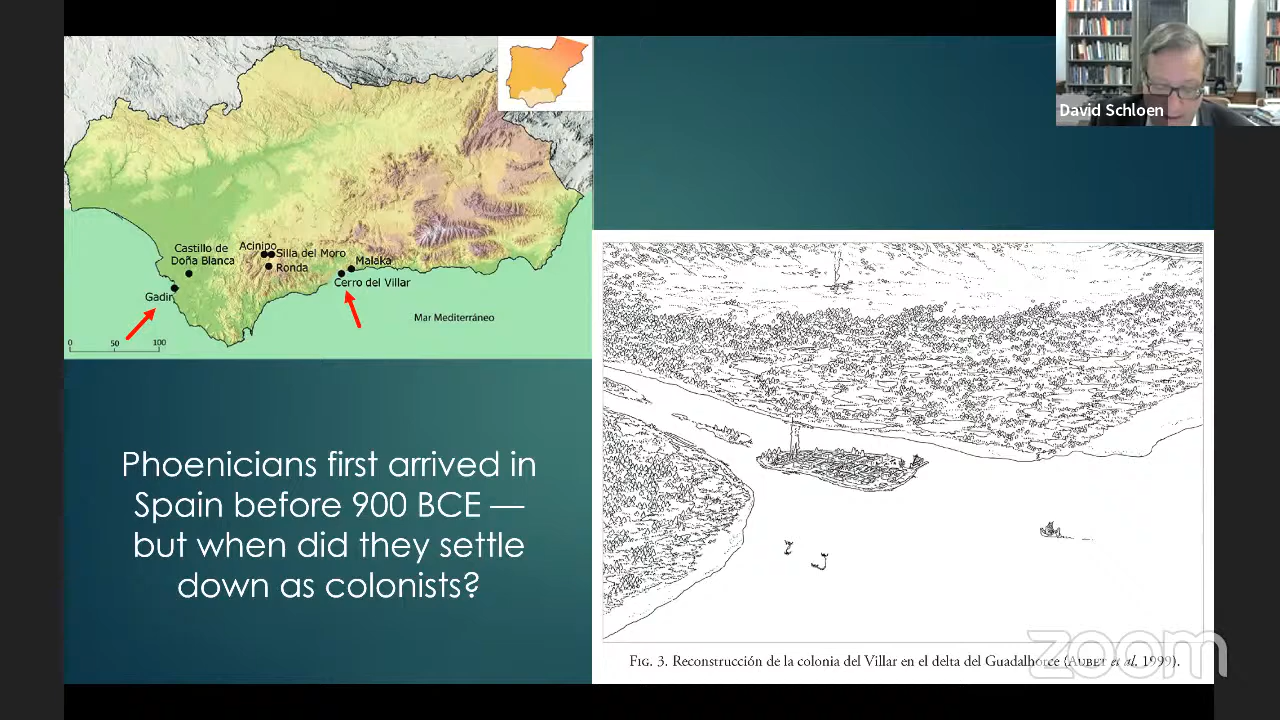 David Schloen
Castillo de
Doña Blanca
Acinipo
Silla del Moro
Ronda
Malaka
Cerro del Villar
Gadir
Mar Mediterráneo
0 50 100
Phoenicians first arrived in
Spain before 900 BCE —
but when did they settle
down as colonists?
FIG. 3. Reconstrucción de la colonia del Villar en el delta del Guadalhorce (AUBET et al. 1999).
zoom